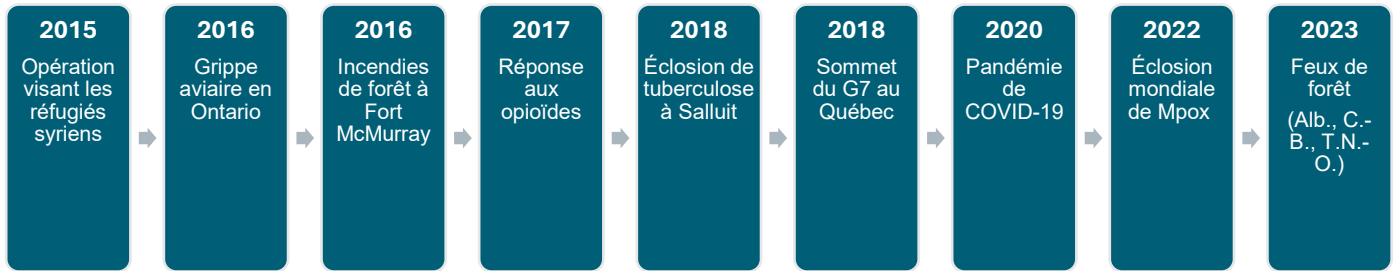 2015
Opération
visant les
réfugiés
syriens
2016
Grippe
aviaire en
Ontario
2016
Incendies
de forêt à
Fort
McMurray
2017
Réponse
aux
opioïdes
2018
Éclosion de
tuberculose
à Salluit
2018
Sommet
du G7 au
Québec
2020
Pandémie
de
COVID-19
2022
Éclosion
mondiale
de Mpox
2023
Feux de
forêt
(Alb., C.-
B., T.N.-
O.)